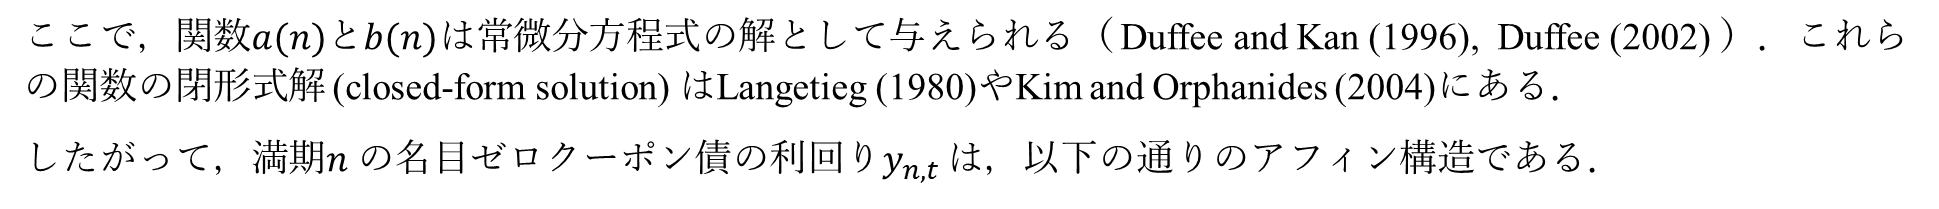 ここで，関数a(n)とb(n)は常微分方程式の解として与えられる（Duffee and Kan (1996), Duffee (2002)）．これら
の関数の閉形式解(closed-form solution) はLangetieg (1980)やKim and Orphanides (2004)にある．
したがって，満期n の名目ゼロクーポン債の利回りyₙ,ₜ は，以下の通りのアフィン構造である．